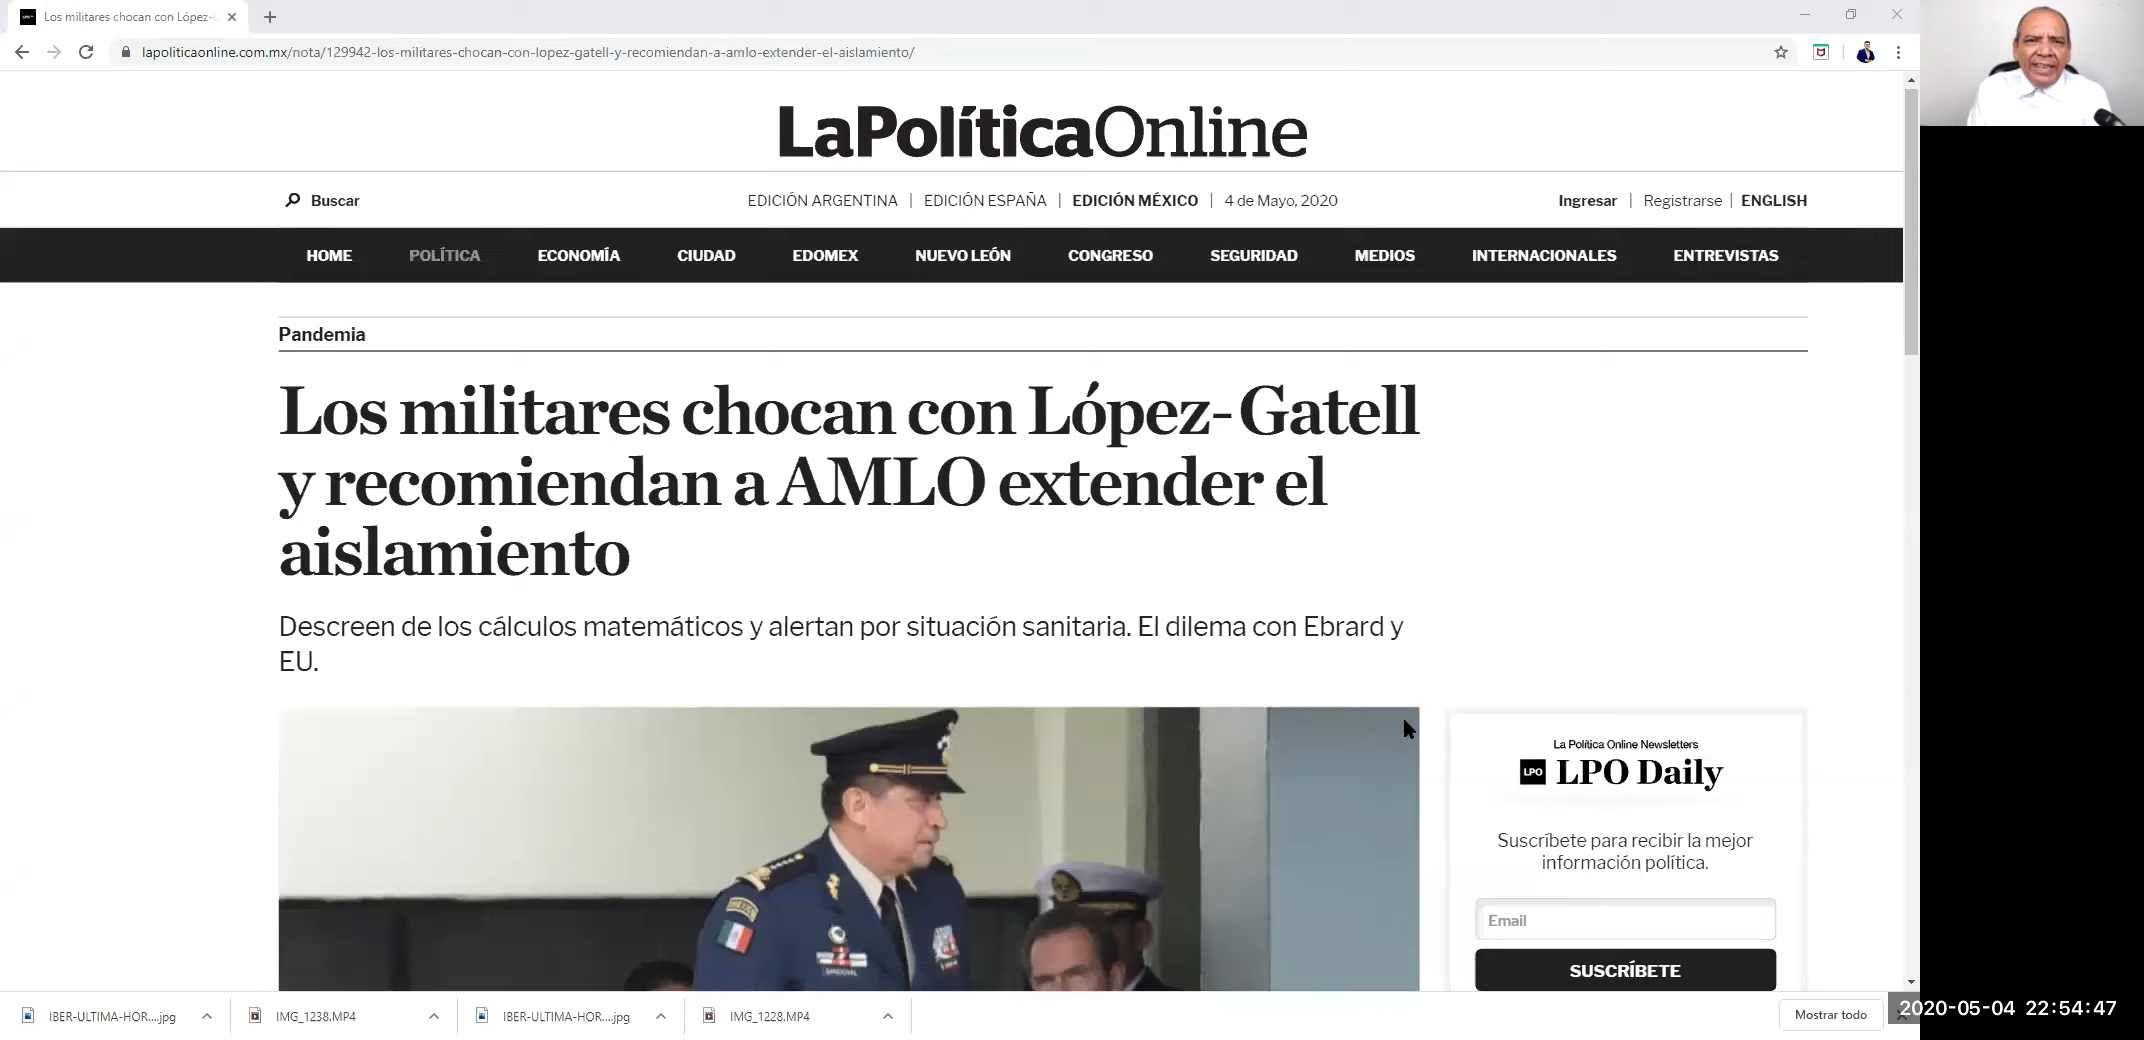 Los militares chocan con López-
lapoliticaonline.com.mx/nota/129942-los-militares-chocan-con-lopez-gatell-y-recomiendan-a-amlo-extender-el-aislamiento/
LaPolíticaOnline
Buscar
EDICIÓN ARGENTINA | EDICIÓN ESPAÑA | EDICIÓN MÉXICO | 4 de Mayo, 2020
Ingresar | Registrarse | ENGLISH
HOME POLÍTICA ECONOMÍA CIUDAD EDOMEX NUEVO LEÓN CONGRESO SEGURIDAD MEDIOS INTERNACIONALES ENTREVISTAS
Pandemia
Los militares chocan con López-Gatell
y recomiendan a AMLO extender el
aislamiento
Descreen de los cálculos matemáticos y alertan por situación sanitaria. El dilema con Ebrard y
EU.
MEXICO
SANDOVAL
La Política Online Newsletters
LPO LPO Daily
Suscríbete para recibir la mejor
información política.
Email
SUSCRÍBETE
IBER-ULTIMA-HOR....jpg
IMG_1238.MP4
IBER-ULTIMA-HOR....jpg
IMG_1228.MP4
Mostrar todo
2020-05-04 22:54:47